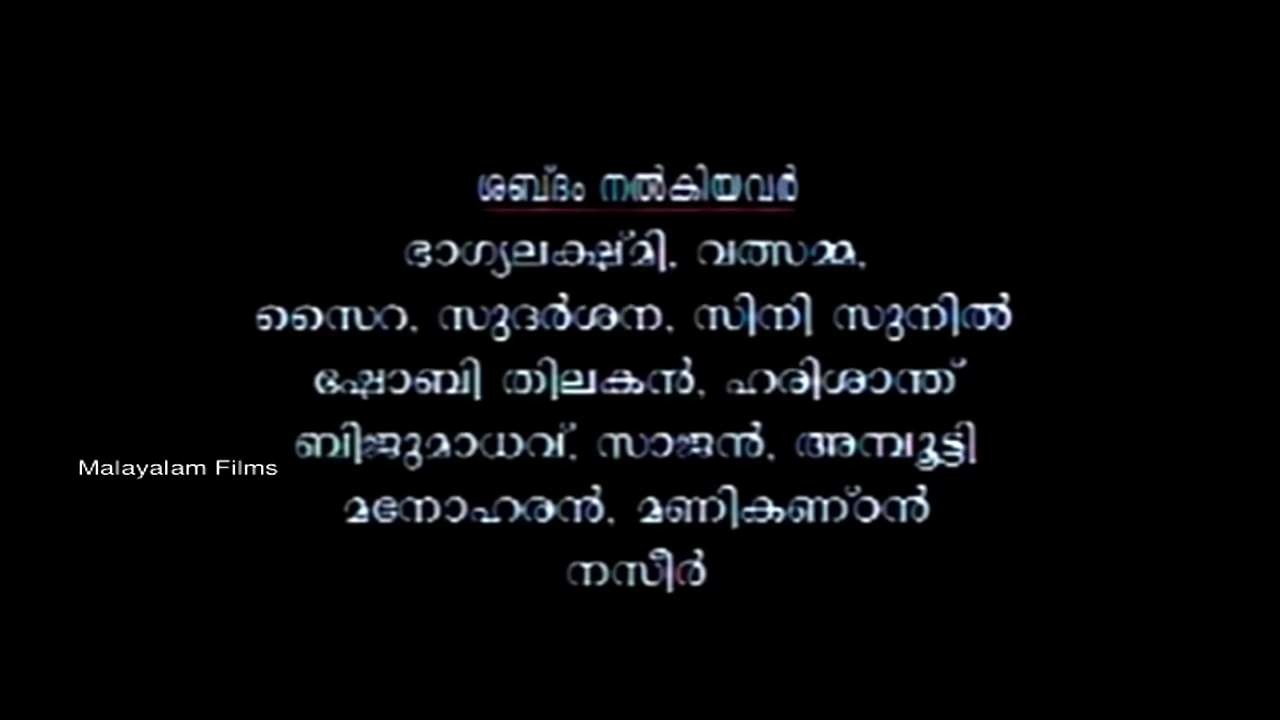 ശബ്ദം നൽകിയവർ
ഭാഗ്യലക്ഷ്മി, വത്സമ്മ,
സൈറ, സുദർശന, സിനി സുനിൽ
ഷോബി തിലകൻ, ഹരിശാന്ത്
ബിജുമാധവ്, സാജൻ, അമ്പൂട്ടി
Malayalam Films
മനോഹരൻ, മണികണ്ഠൻ
നസീർ